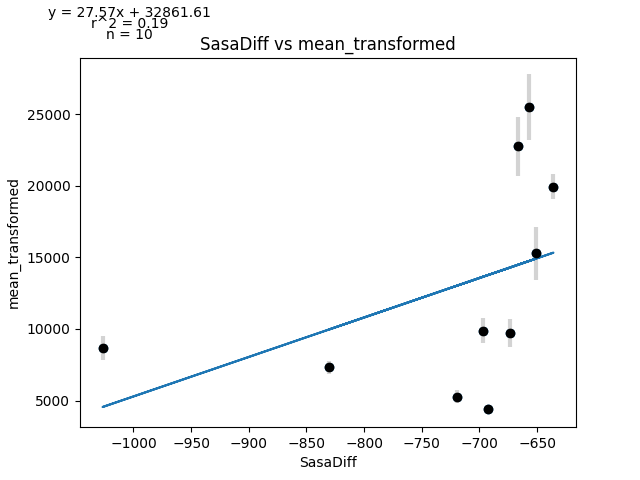 y = 27.57x + 32861.61
r^2 = 0.19
n = 10
SasaDiff vs mean_transformed
25000
20000
15000
10000
5000
mean_transformed
−1000
−950
−900
−850
−800
−750
−700
−650
SasaDiff